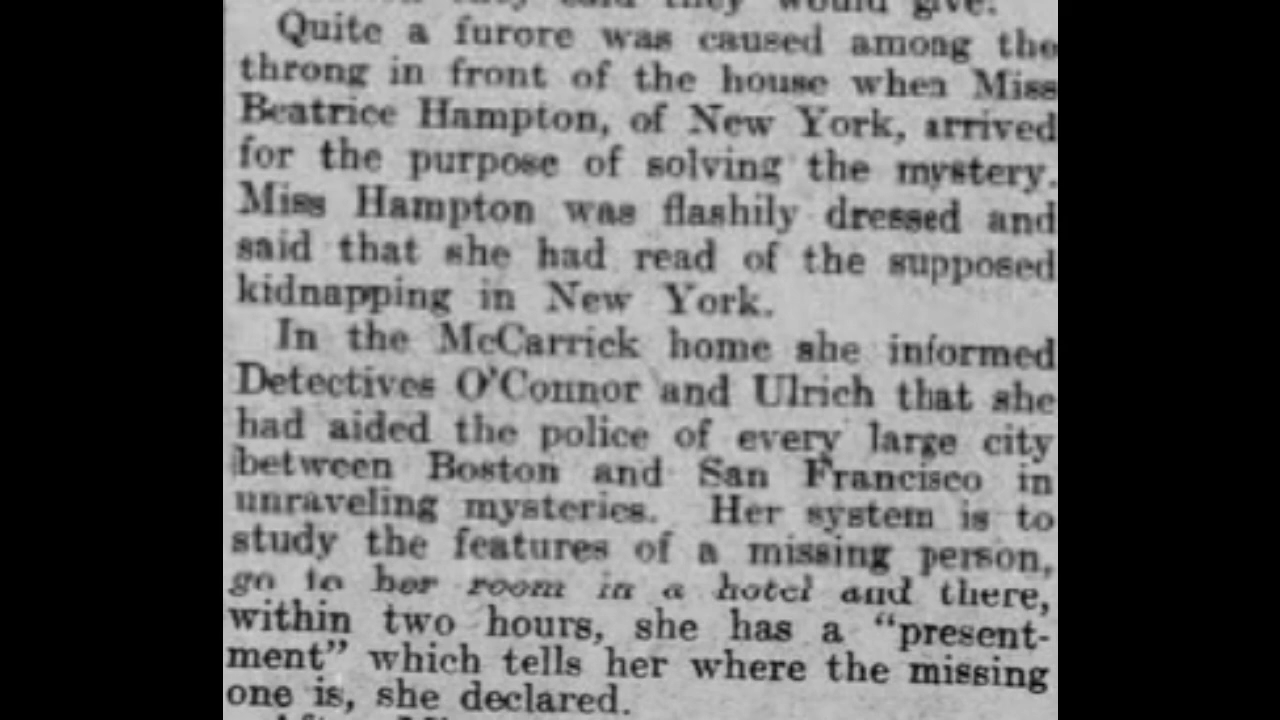 they said they would give.
Quite a furore was caused among the
throng in front of the house when Miss
Beatrice Hampton, of New York, arrived
for the purpose of solving the mystery.
Miss Hampton was flashily dressed and
said that she had read of the supposed
kidnapping in New York.
In the McCarrick home she informed
Detectives O'Connor and Ulrich that she
had aided the police of every large city
between Boston and San Francisco in
unraveling mysteries. Her system is to
study the features of a missing person,
go to her room in a hotel and there,
within two hours, she has a "present-
ment" which tells her where the missing
one is, she declared.